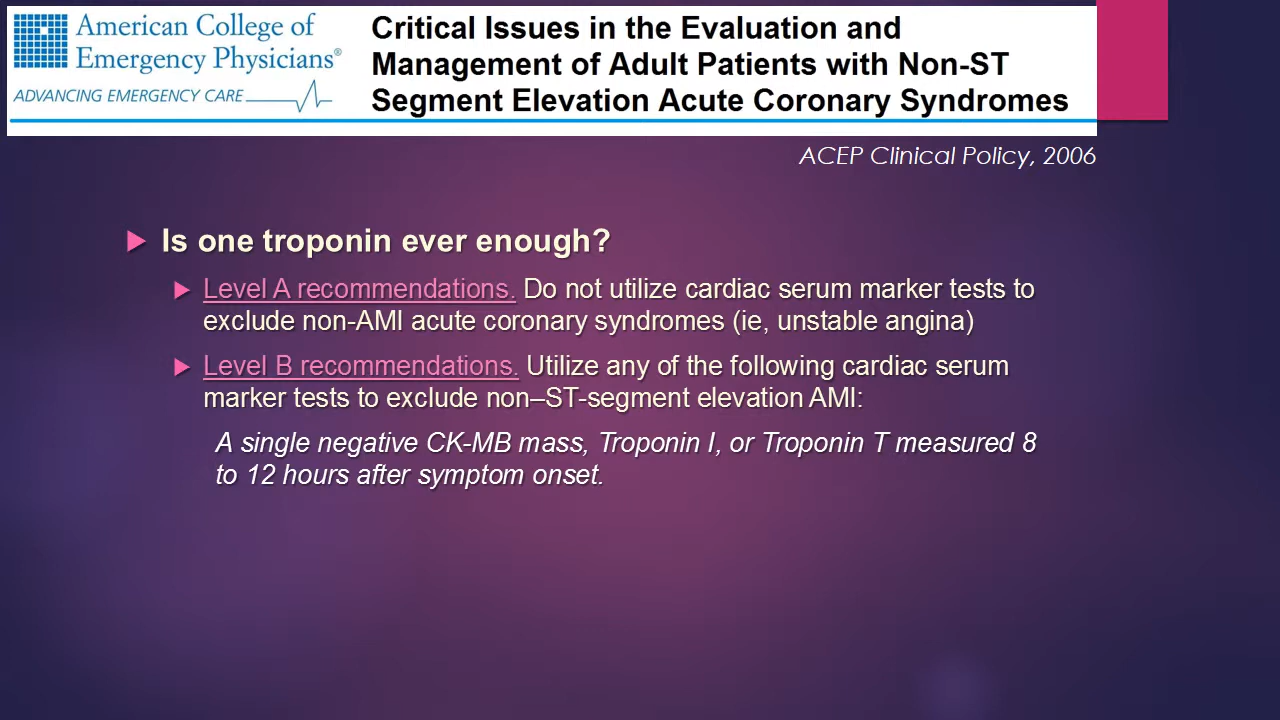 American College of
Emergency Physicians®
ADVANCING EMERGENCY CARE
Critical Issues in the Evaluation and
Management of Adult Patients with Non-ST
Segment Elevation Acute Coronary Syndromes
ACEP Clinical Policy, 2006
Is one troponin ever enough?
Level A recommendations. Do not utilize cardiac serum marker tests to
exclude non-AMI acute coronary syndromes (ie, unstable angina)
Level B recommendations. Utilize any of the following cardiac serum
marker tests to exclude non–ST-segment elevation AMI:
A single negative CK-MB mass, Troponin I, or Troponin T measured 8
to 12 hours after symptom onset.